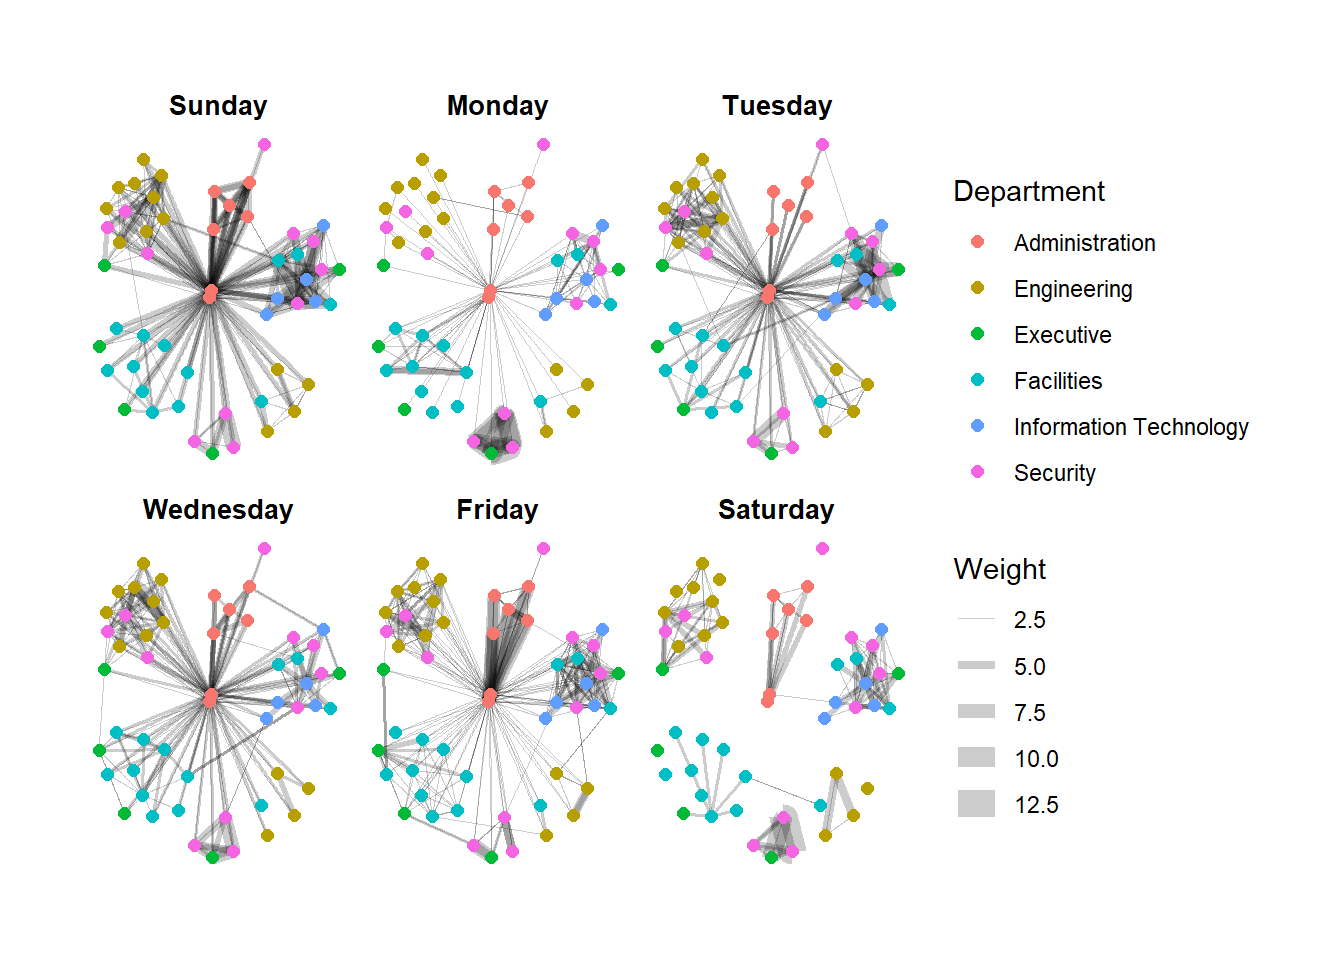 Sunday
Monday
Tuesday
Wednesday
Friday
Saturday
Department
Administration
Engineering
Executive
Facilities
Information Technology
Security
Weight
2.5
5.0
7.5
10.0
12.5